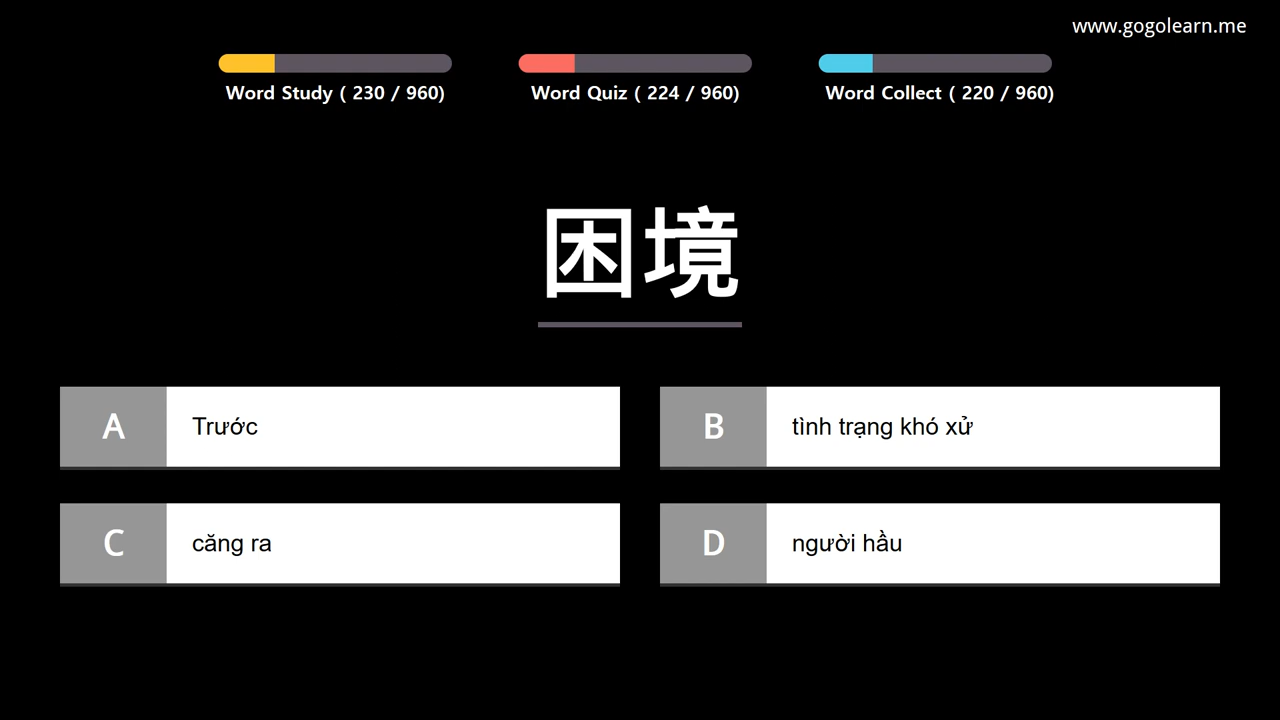 www.gogolearn.me
Word Study ( 230 / 960)
Word Quiz ( 224 / 960)
Word Collect ( 220 / 960)
困境
A Trước
B tình trạng khó xử
C căng ra
D người hầu